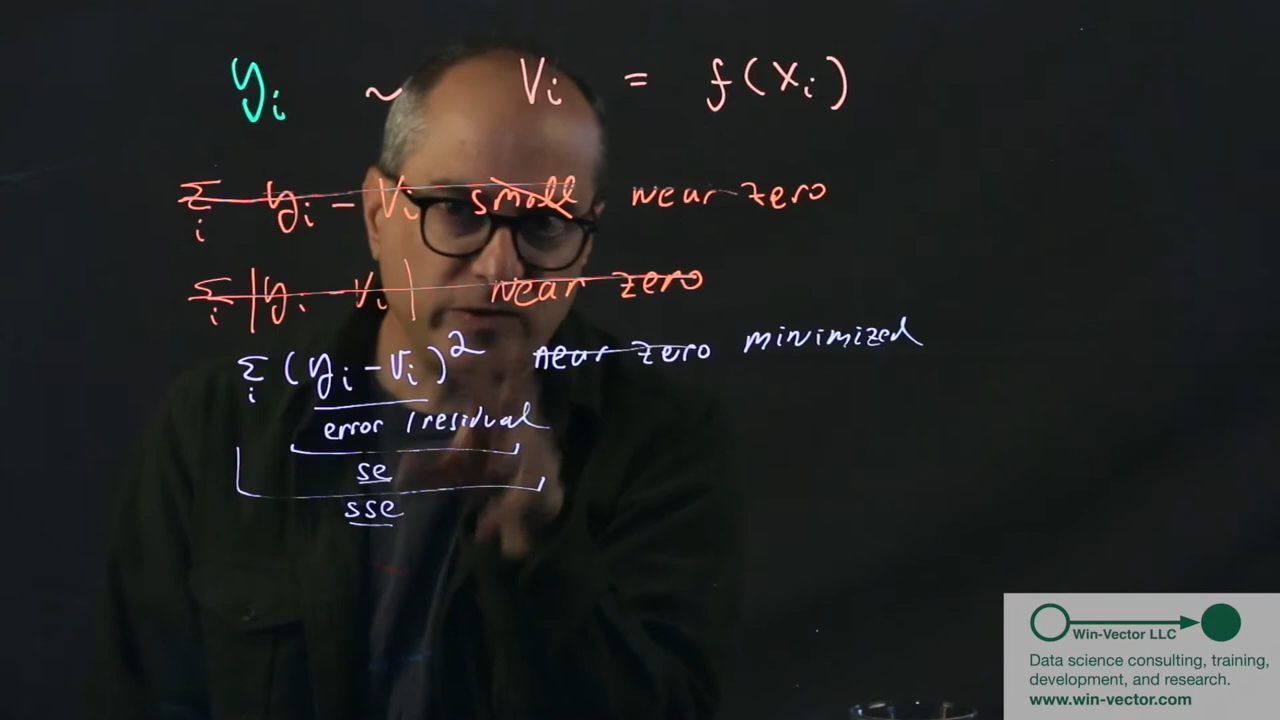 yᵢ ~ vᵢ = f(xᵢ)
Σᵢ yᵢ - vᵢ small near zero
Σᵢ |yᵢ - vᵢ| near zero
Σᵢ (yᵢ - vᵢ)² near zero minimized
error / residual
se
sse
Win-Vector LLC
Data science consulting, training,
development, and research.
www.win-vector.com